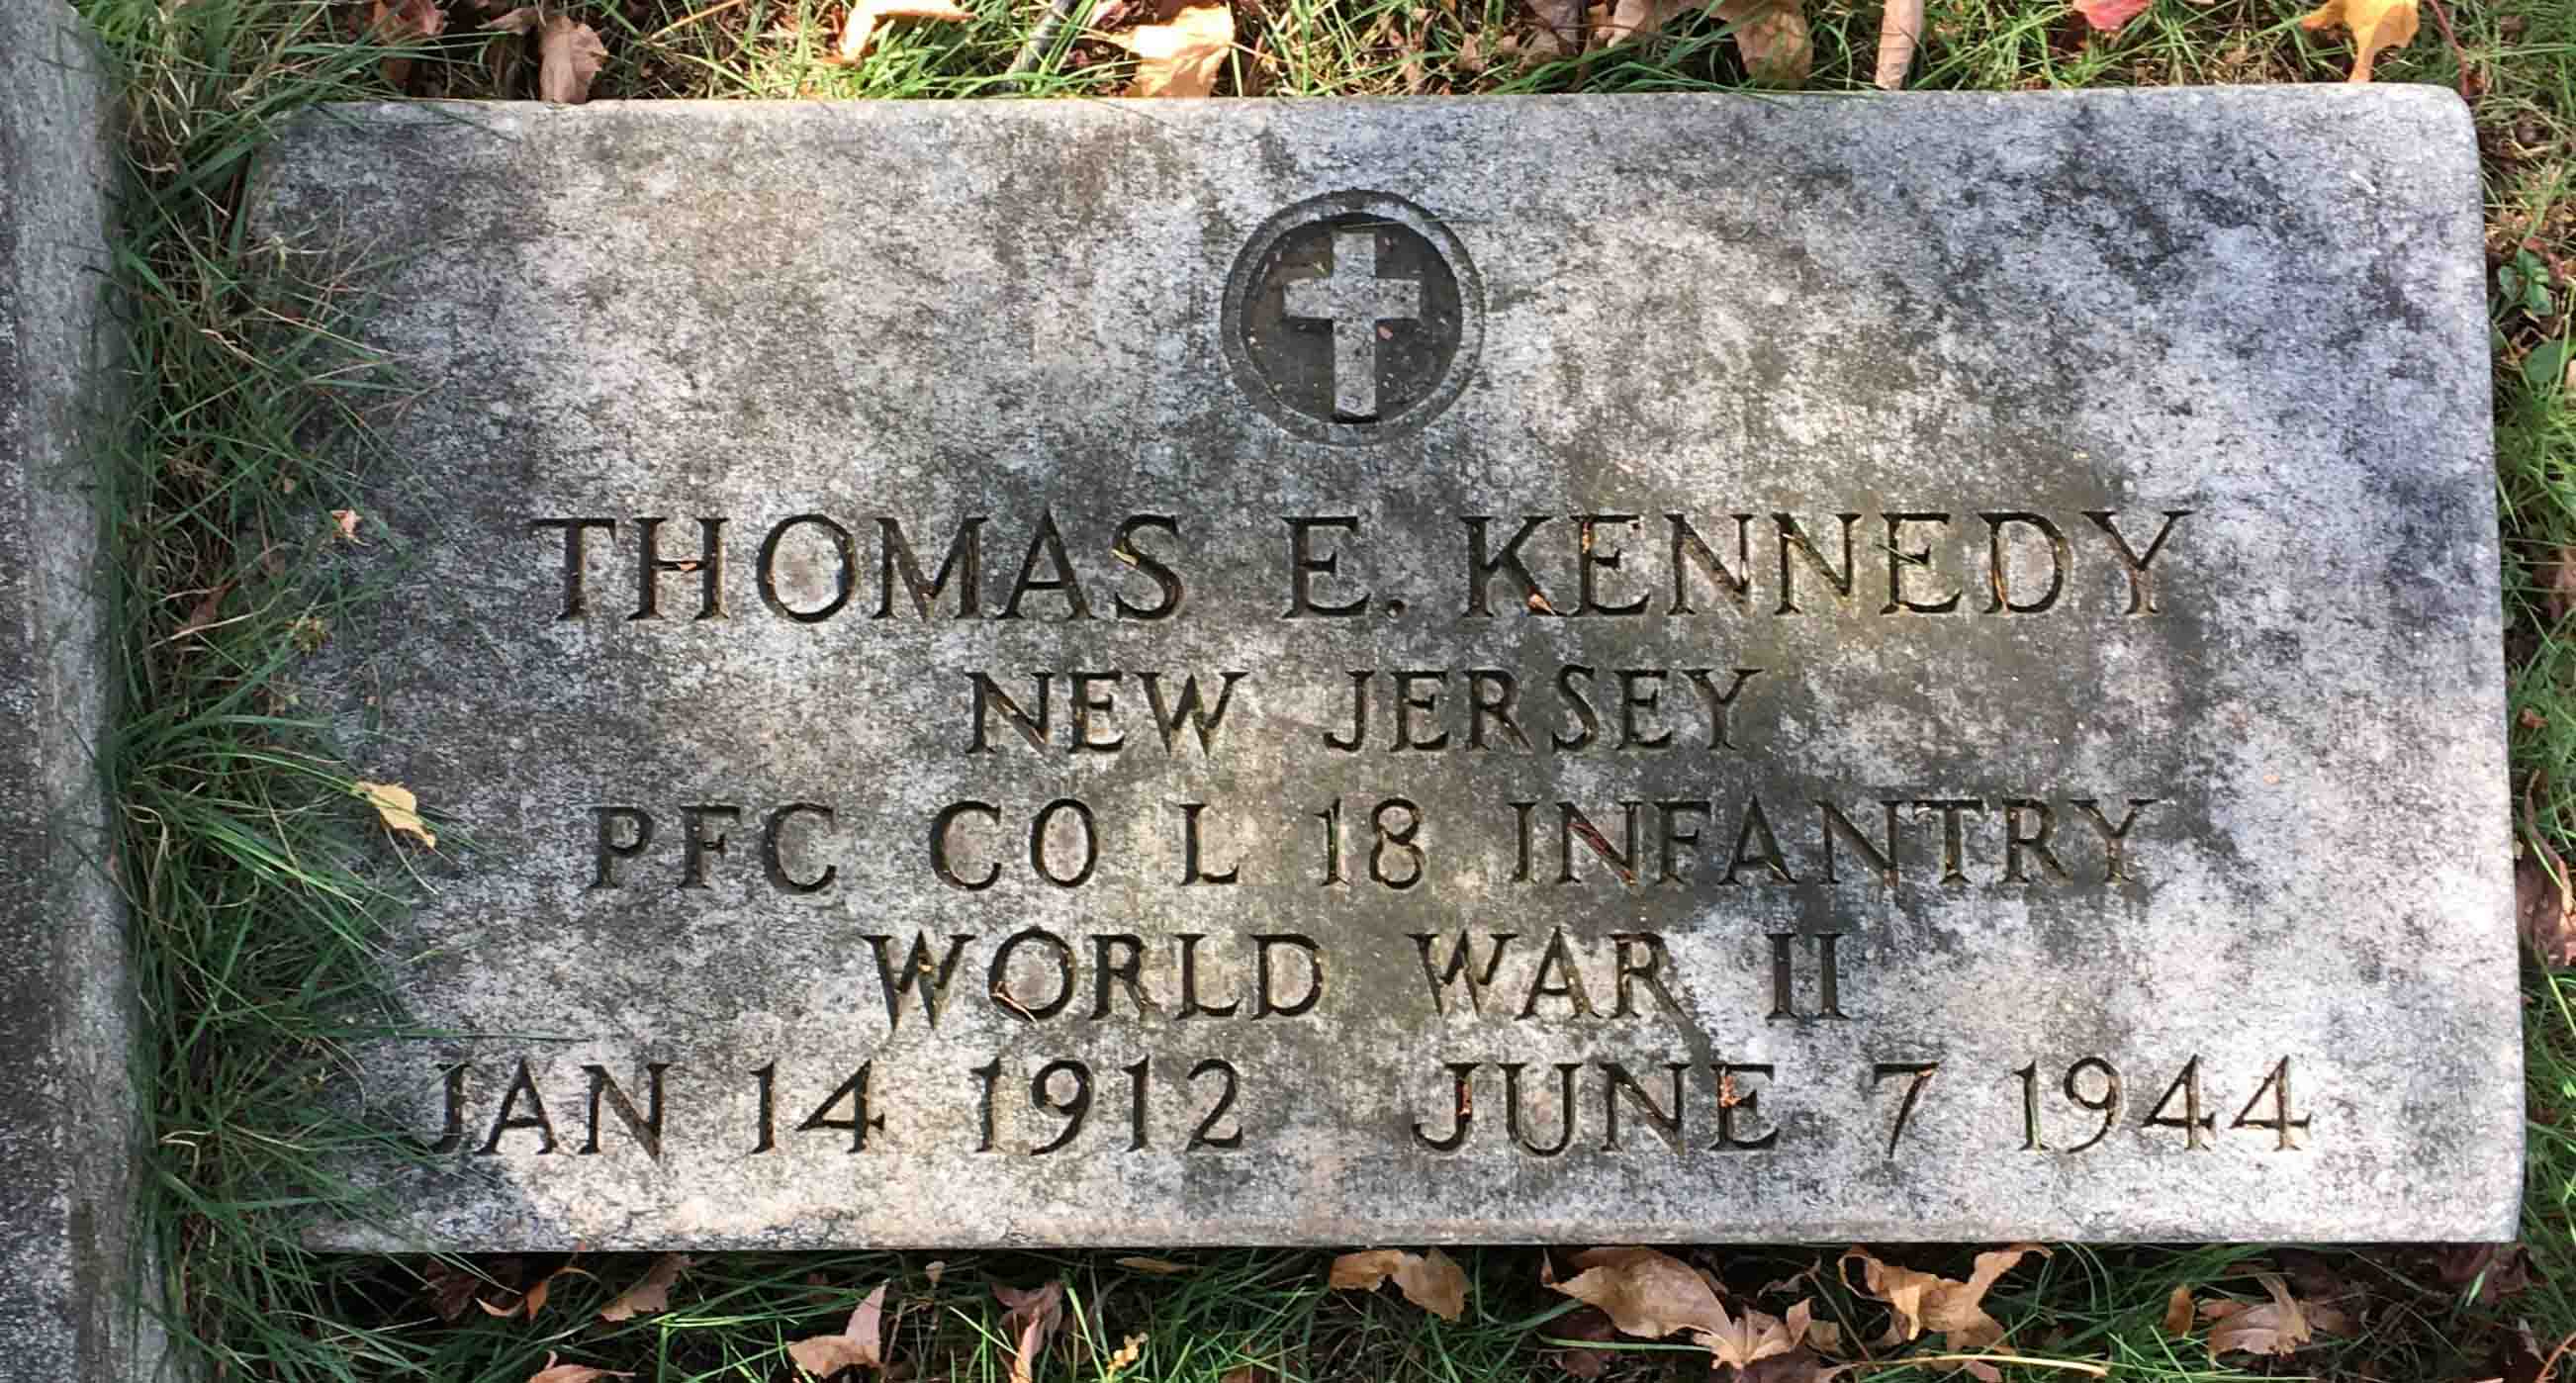 THOMAS E. KENNEDY
NEW JERSEY
PFC CO L 18 INFANTRY
WORLD WAR II
JAN 14 1912 JUNE 7 1944